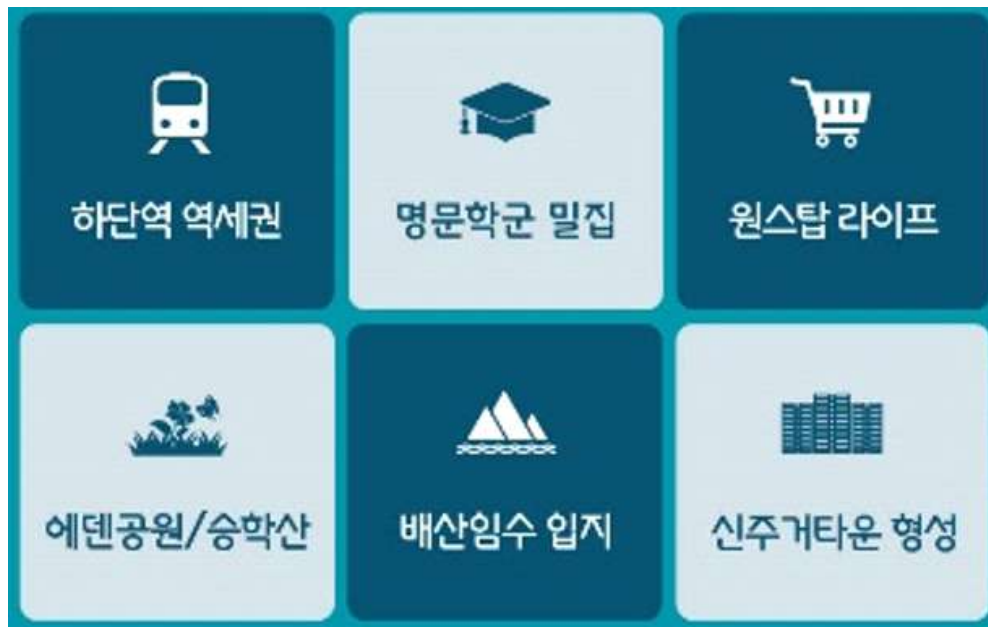 하단역 역세권
명문학군 밀집
원스탑 라이프
에덴공원/승학산
배산임수 입지
신주거타운 형성